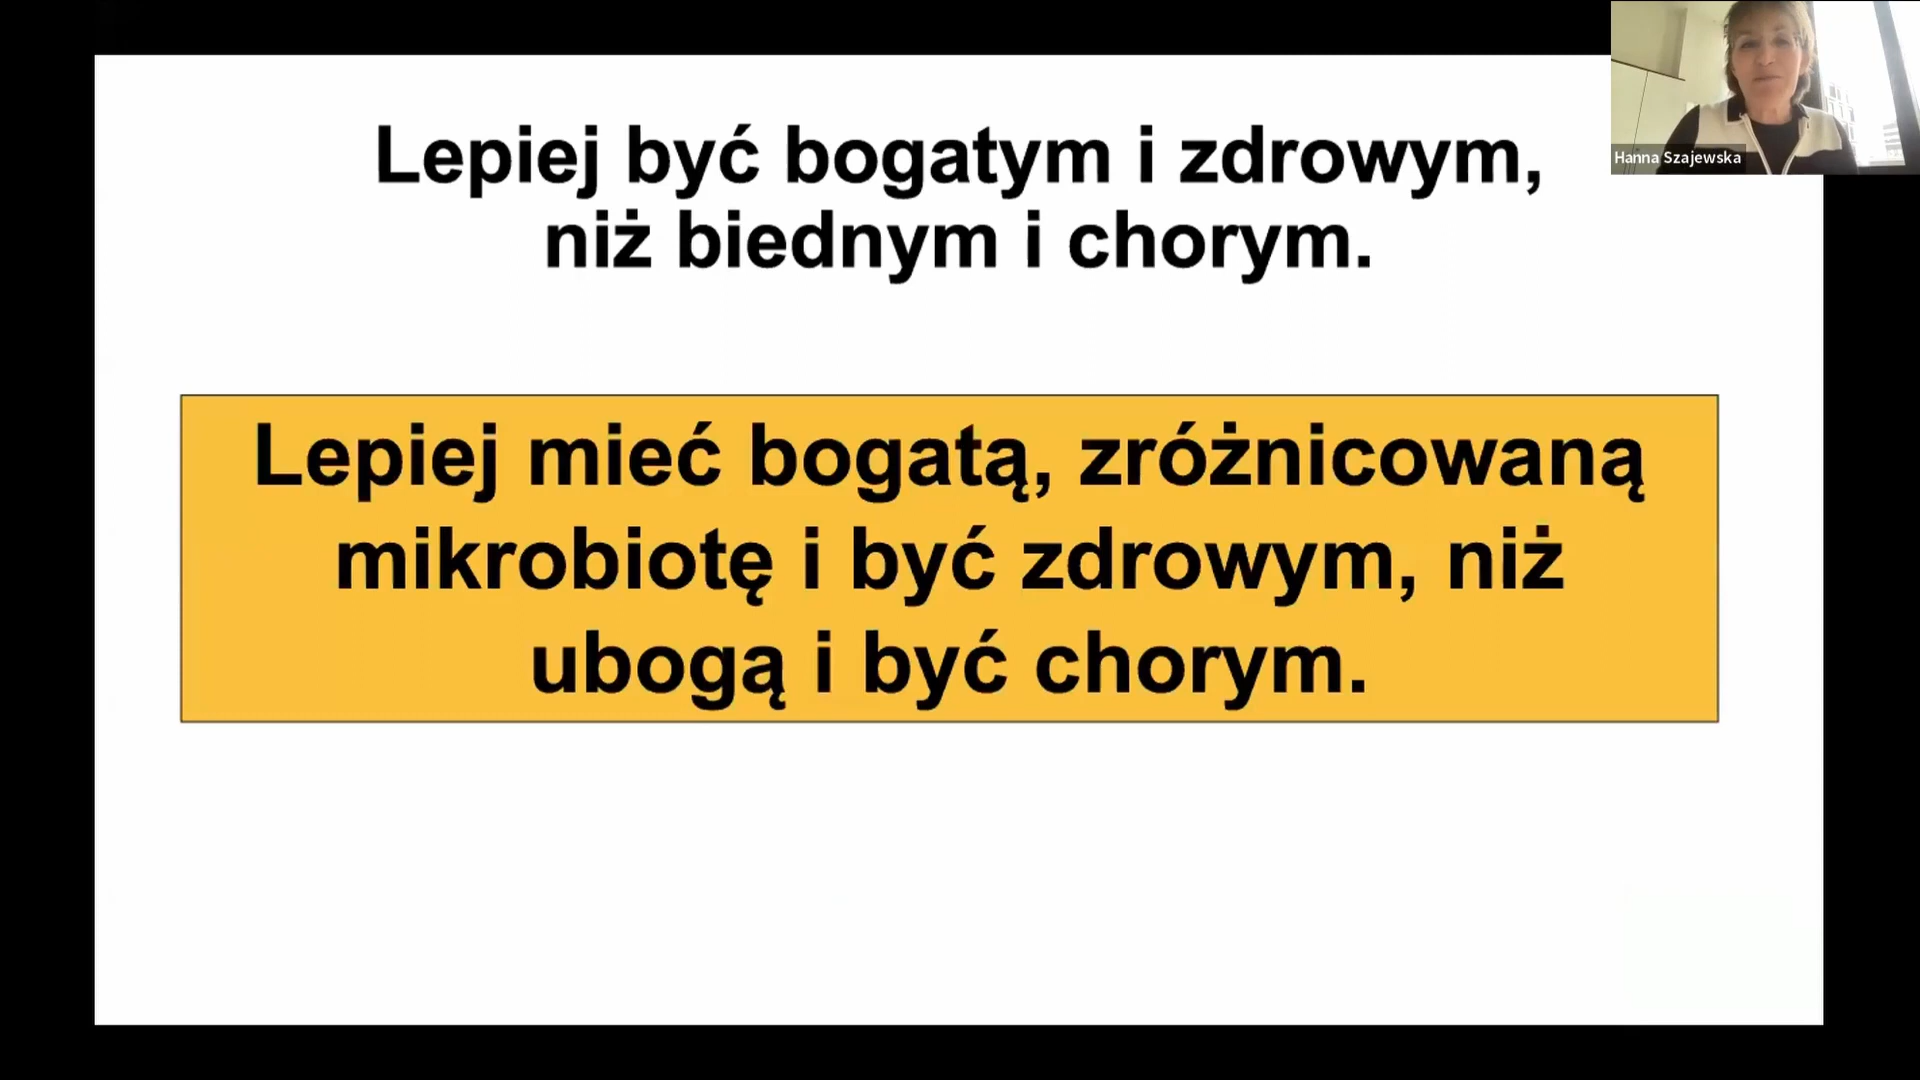 Lepiej być bogatym i zdrowym,
niż biednym i chorym.
Lepiej mieć bogatą, zróżnicowaną
mikrobiotę i być zdrowym, niż
ubogą i być chorym.
Hanna Szajewska